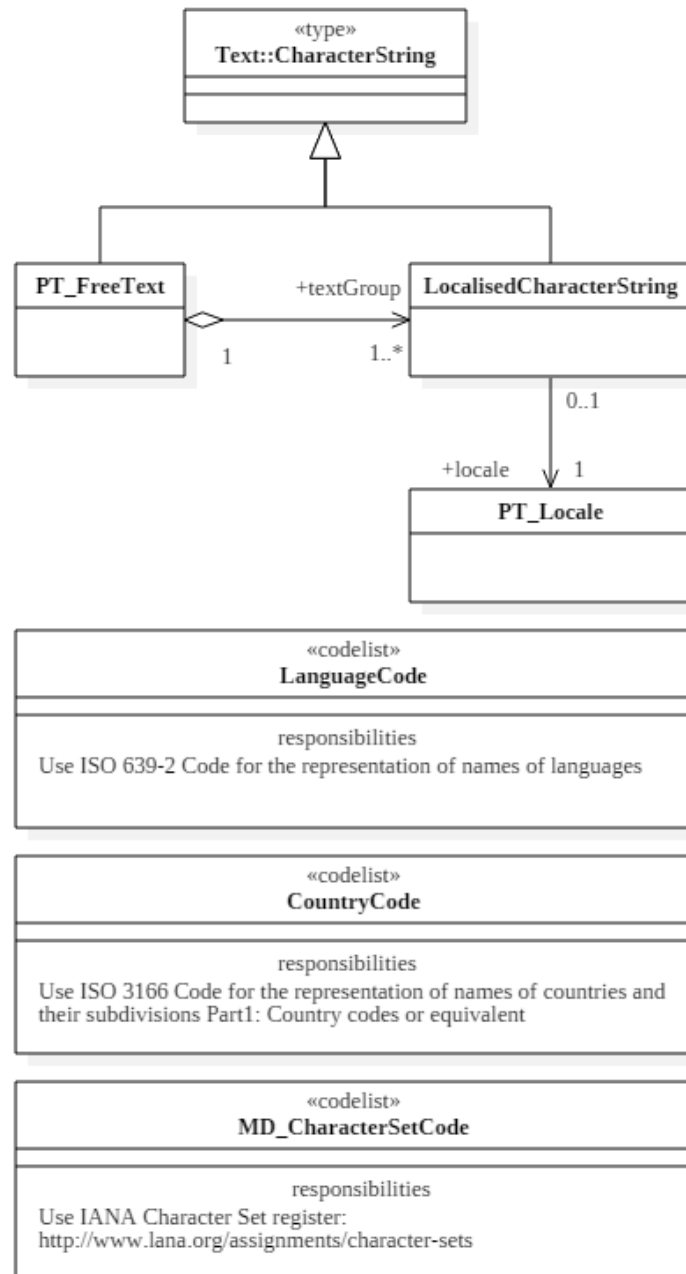 «type»
Text::CharacterString
PT_FreeText
+textGroup
LocalisedCharacterString
1
1..*
0..1
+locale
1
PT_Locale
«codelist»
LanguageCode
responsibilities
Use ISO 639-2 Code for the representation of names of languages
«codelist»
CountryCode
responsibilities
Use ISO 3166 Code for the representation of names of countries and
their subdivisions Part1: Country codes or equivalent
«codelist»
MD_CharacterSetCode
responsibilities
Use IANA Character Set register:
http://www.lana.org/assignments/character-sets